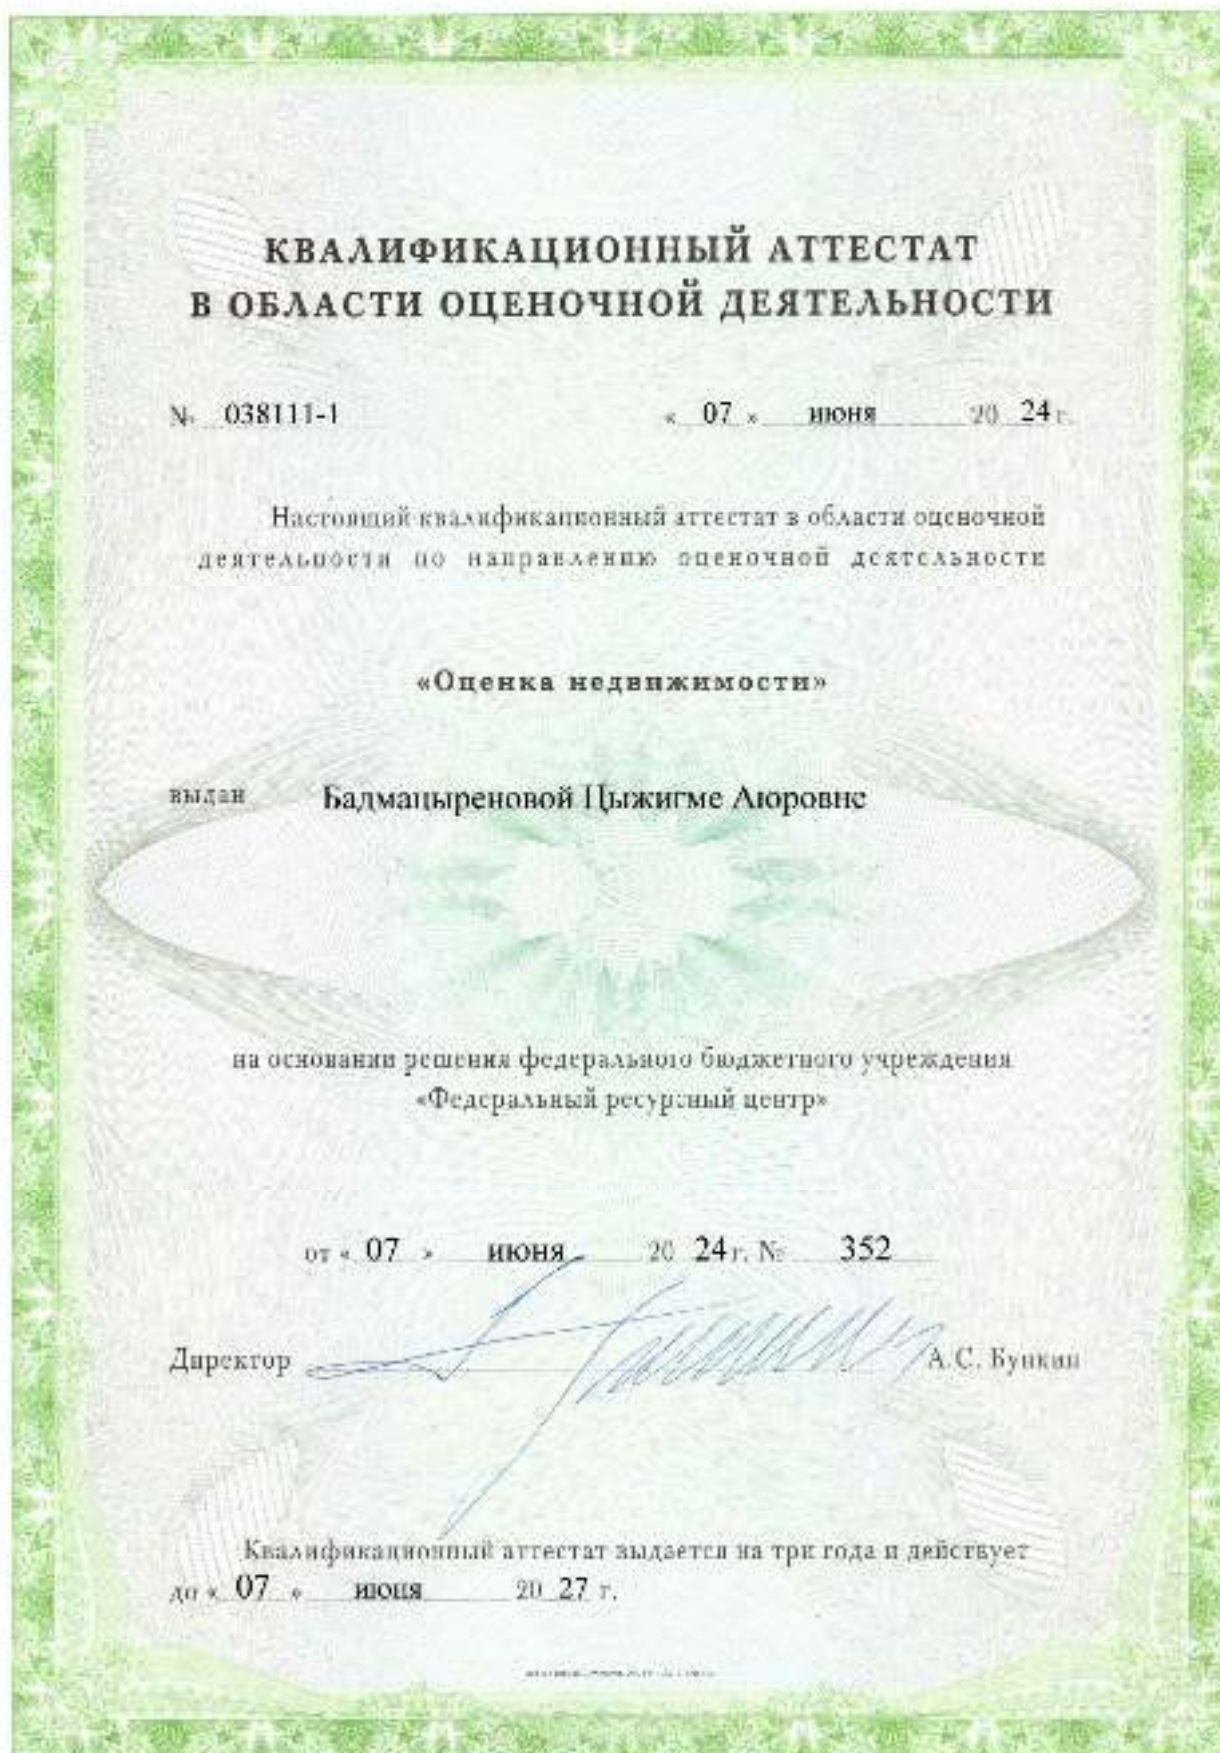 КВАЛИФИКАЦИОННЫЙ АТТЕСТАТ
В ОБЛАСТИ ОЦЕНОЧНОЙ ДЕЯТЕЛЬНОСТИ
№ 038111-1 « 07 » июня 20 24 г.
Настоящий квалификационный аттестат в области оценочной
деятельности по направлению оценочной деятельности
«Оценка недвижимости»
выдан Бадмацыреновой Цыжигме Аюровне
на основании решения федерального бюджетного учреждения
«Федеральный ресурсный центр»
от « 07 » июня 20 24 г. № 352
Директор А.С. Бункин
Квалификационный аттестат выдается на три года и действует
до « 07 » июня 20 27 г.